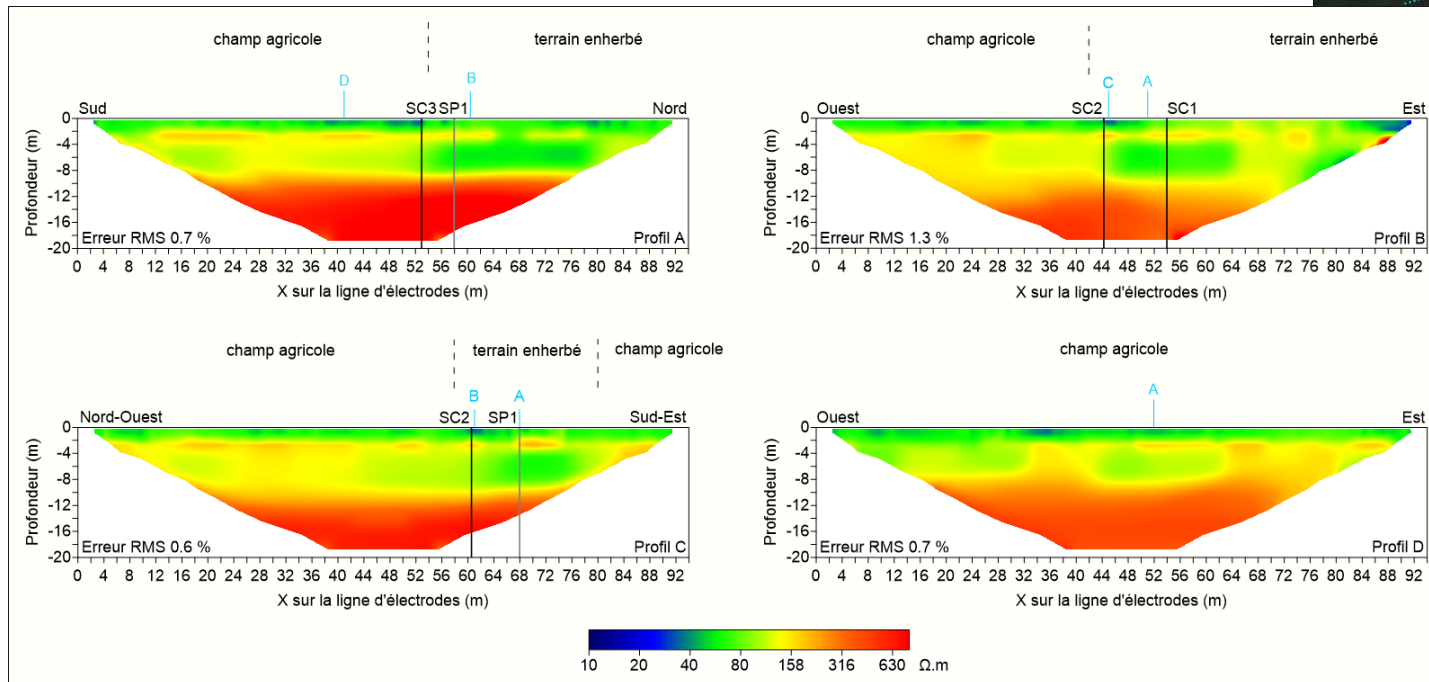 champ agricole
terrain enherbé
D
B
Sud
SC3
SP1
Nord
0
-4
-8
-12
-16
-20
Profondeur (m)
Erreur RMS 0.7 %
Profil A
0 4 8 12 16 20 24 28 32 36 40 44 48 52 56 60 64 68 72 76 80 84 88 92
X sur la ligne d'électrodes (m)
champ agricole
terrain enherbé
C
A
Ouest
SC2
SC1
Est
0
-4
-8
-12
-16
-20
Profondeur (m)
Erreur RMS 1.3 %
Profil B
0 4 8 12 16 20 24 28 32 36 40 44 48 52 56 60 64 68 72 76 80 84 88 92
X sur la ligne d'électrodes (m)
champ agricole
terrain enherbé
champ agricole
B
A
Nord-Ouest
SC2
SP1
Sud-Est
0
-4
-8
-12
-16
-20
Profondeur (m)
Erreur RMS 0.6 %
Profil C
0 4 8 12 16 20 24 28 32 36 40 44 48 52 56 60 64 68 72 76 80 84 88 92
X sur la ligne d'électrodes (m)
champ agricole
A
Ouest
Est
0
-4
-8
-12
-16
-20
Profondeur (m)
Erreur RMS 0.7 %
Profil D
0 4 8 12 16 20 24 28 32 36 40 44 48 52 56 60 64 68 72 76 80 84 88 92
X sur la ligne d'électrodes (m)
10 20 40 80 158 316 630 Ω.m